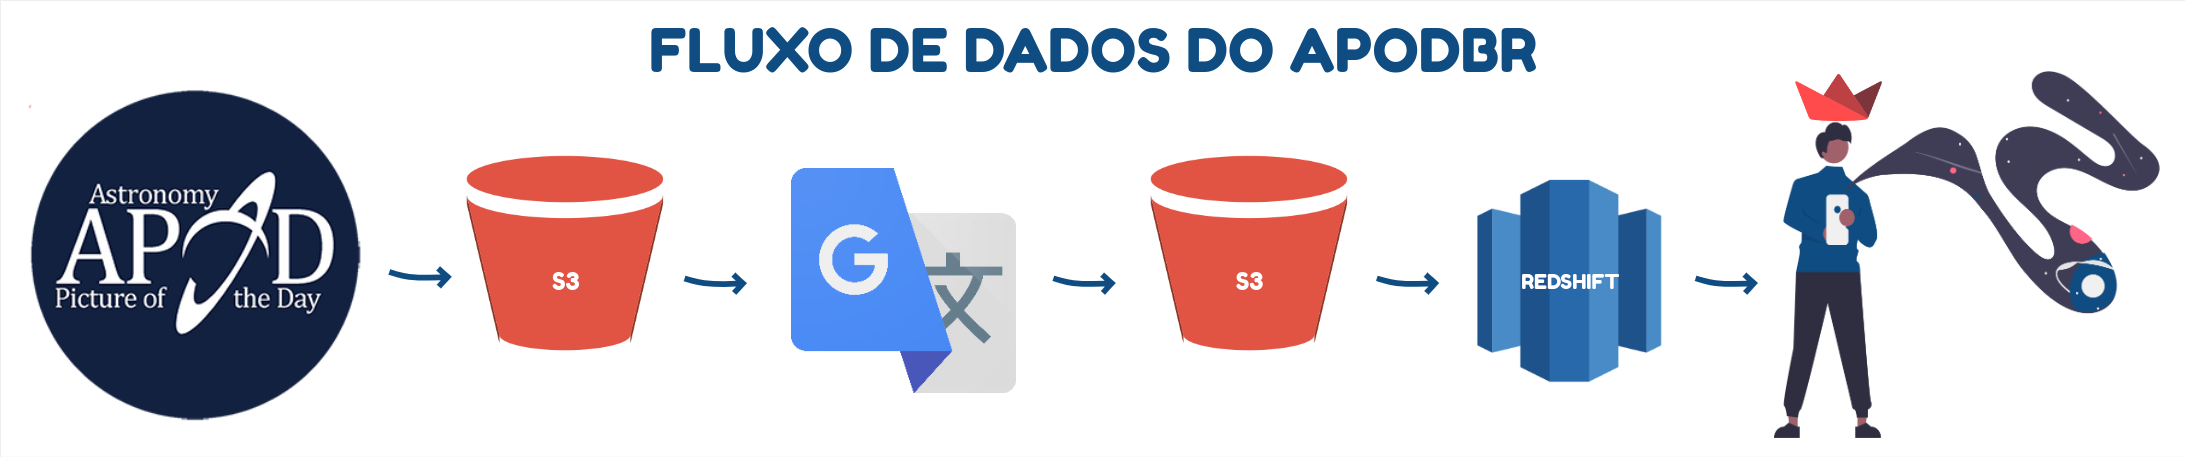 FLUXO DE DADOS DO APODBR
Astronomy
APOD
Picture of the Day
S3
G 文
S3
REDSHIFT